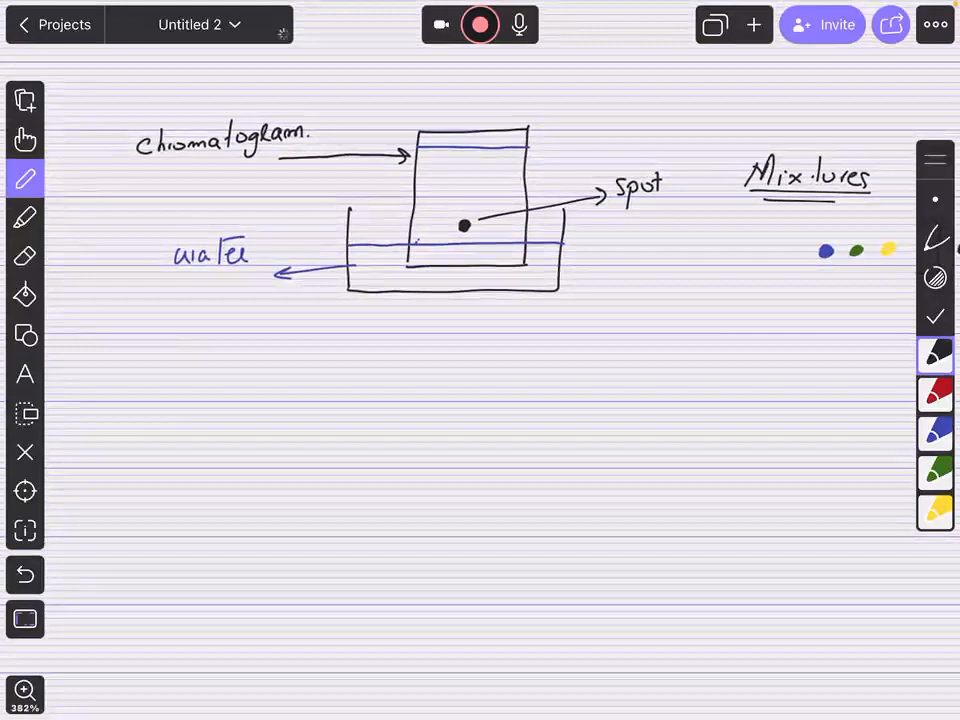 Projects
Untitled 2
Invite
chromatogram.
spot
Mixtures
water
A
382%